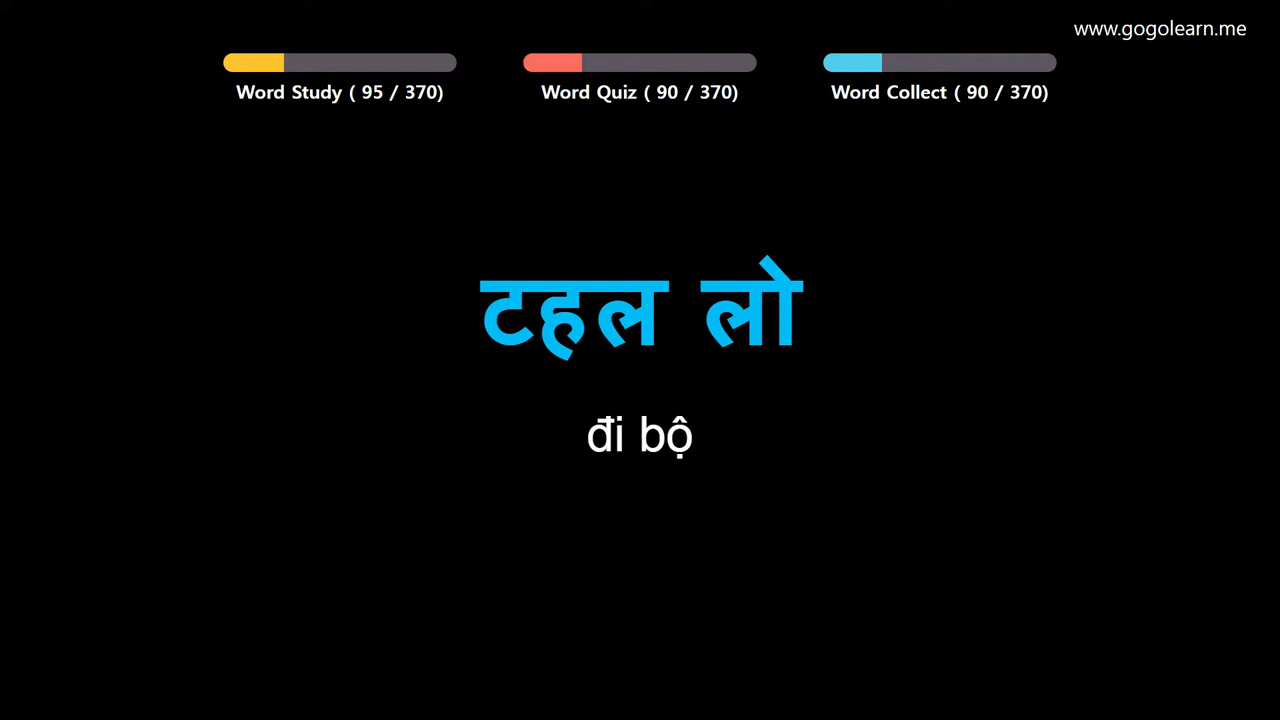 www.gogolearn.me
Word Study ( 95 / 370)
Word Quiz ( 90 / 370)
Word Collect ( 90 / 370)
टहल लो
đi bộ